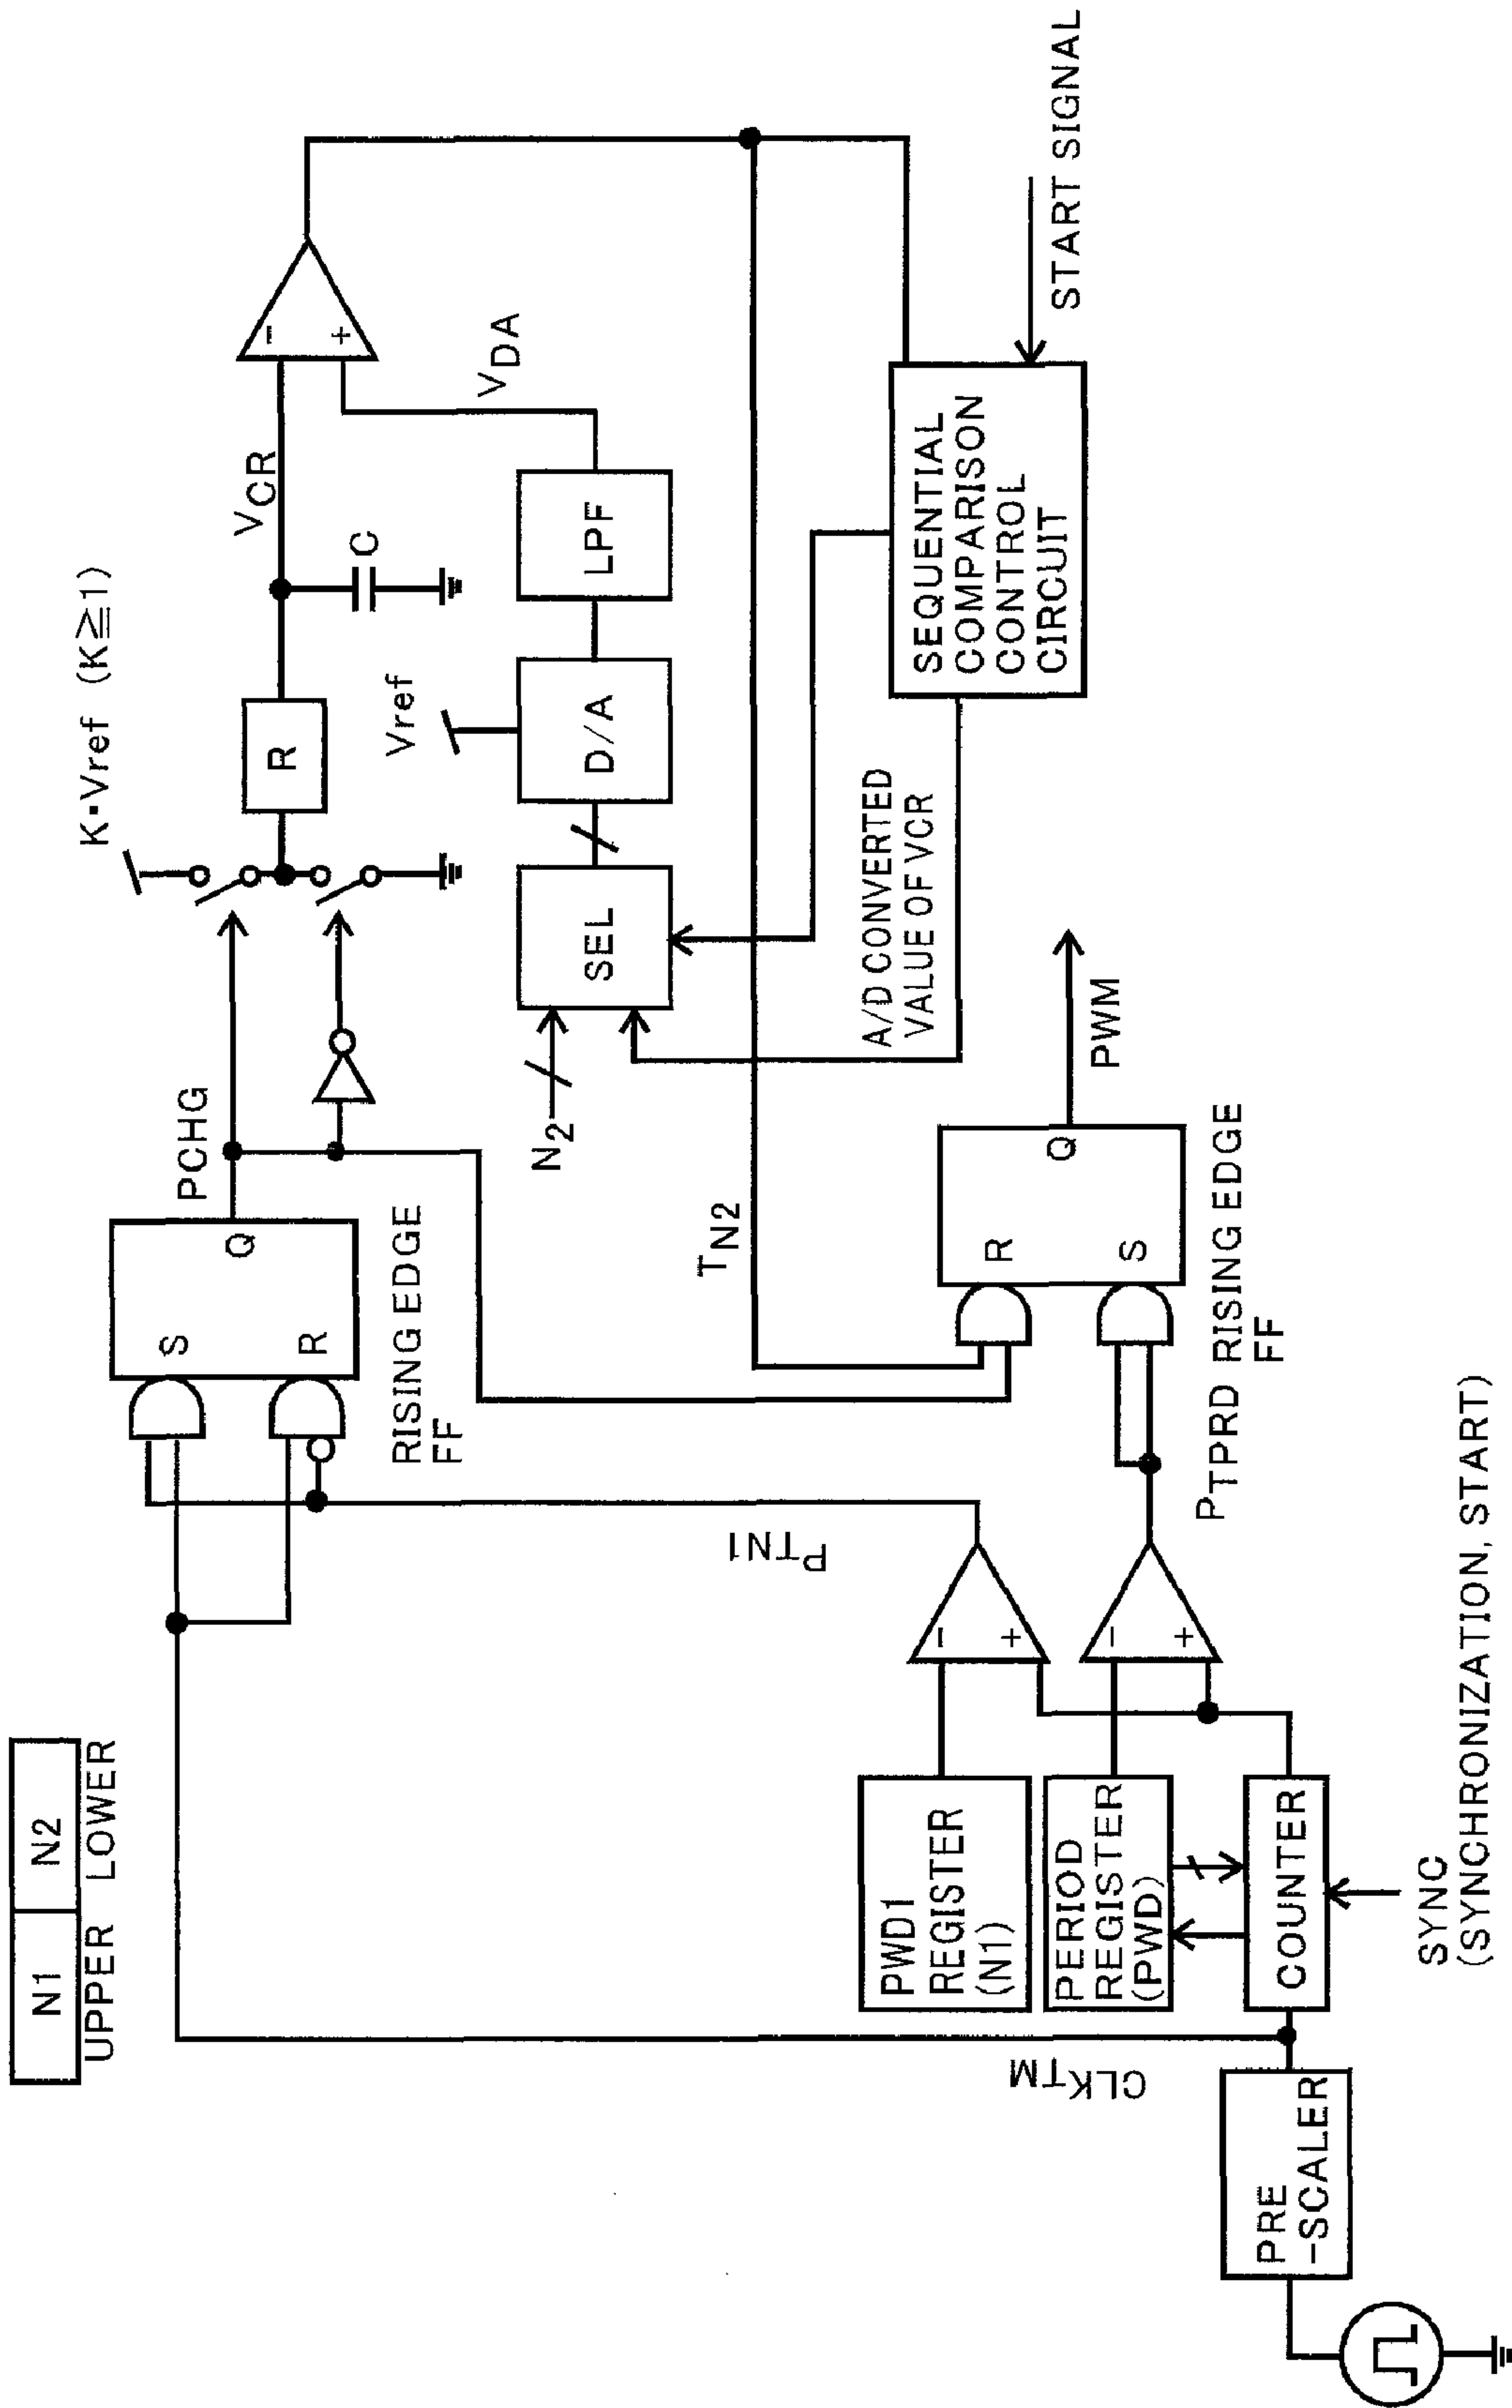 N1 N2
UPPER LOWER
K・Vref (K≧1)
PCHG
R
VCR
C
S
R
Q
RISING EDGE
FF
Vref
N2
SEL
D/A
LPF
VDA
-
+
PTN1
TN2
A/D CONVERTED
VALUE OF VCR
SEQUENTIAL
COMPARISON
CONTROL
CIRCUIT
START SIGNAL
CLKTM
PWD1
REGISTER
(N1)
-
+
PERIOD
REGISTER
(PWD)
-
+
R
S
Q
PWM
PTPRD RISING EDGE
FF
PRE
-SCALER
COUNTER
SYNC
(SYNCHRONIZATION, START)